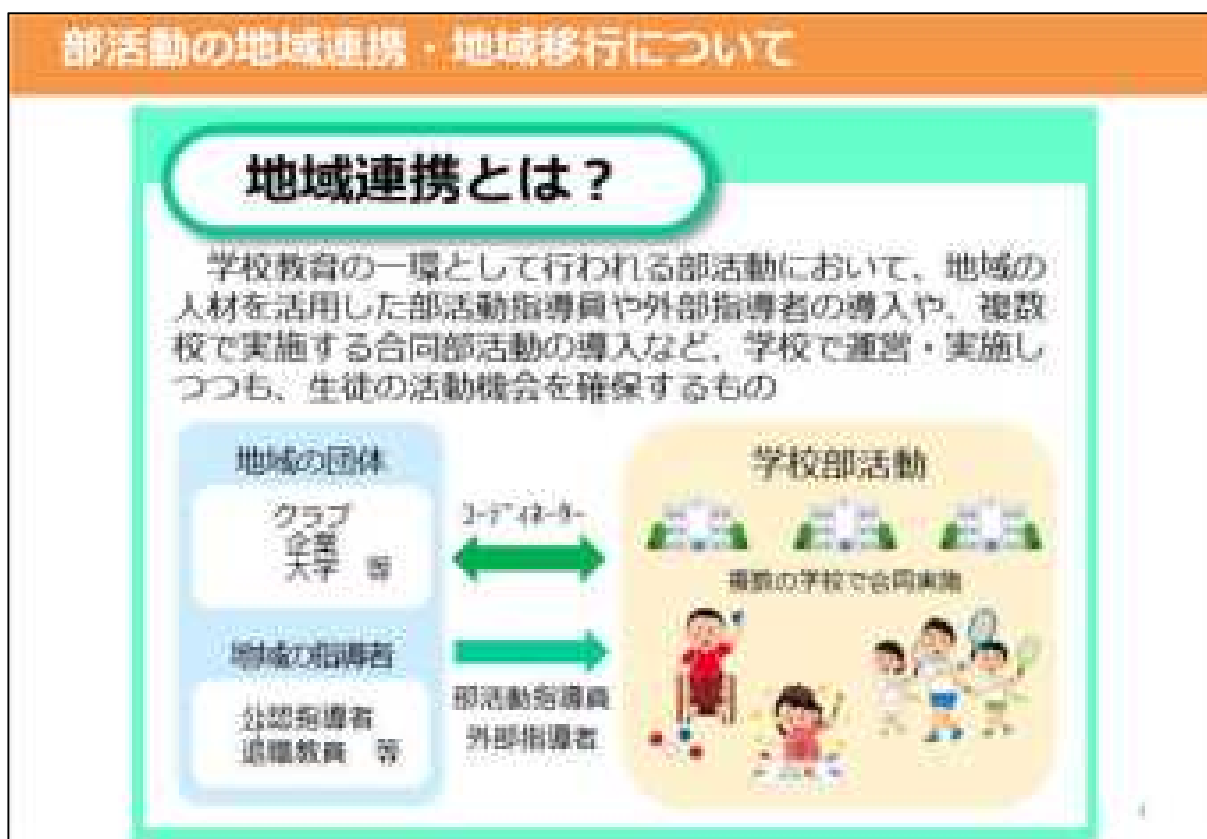 部活動の地域連携・地域移行について
地域連携とは？
学校教育の一環として行われる部活動において、地域の
人材を活用した部活動指導員や外部指導者の導入や、複数
校で実施する合同部活動の導入など、学校で運営・実施し
つつも、生徒の活動機会を確保するもの
地域の団体
クラブ
企業
大学　等
地域の指導者
公認指導者
退職教員　等
ｺｰﾃﾞｨﾈｰﾀｰ
部活動指導員
外部指導者
学校部活動
複数の学校で合同実施